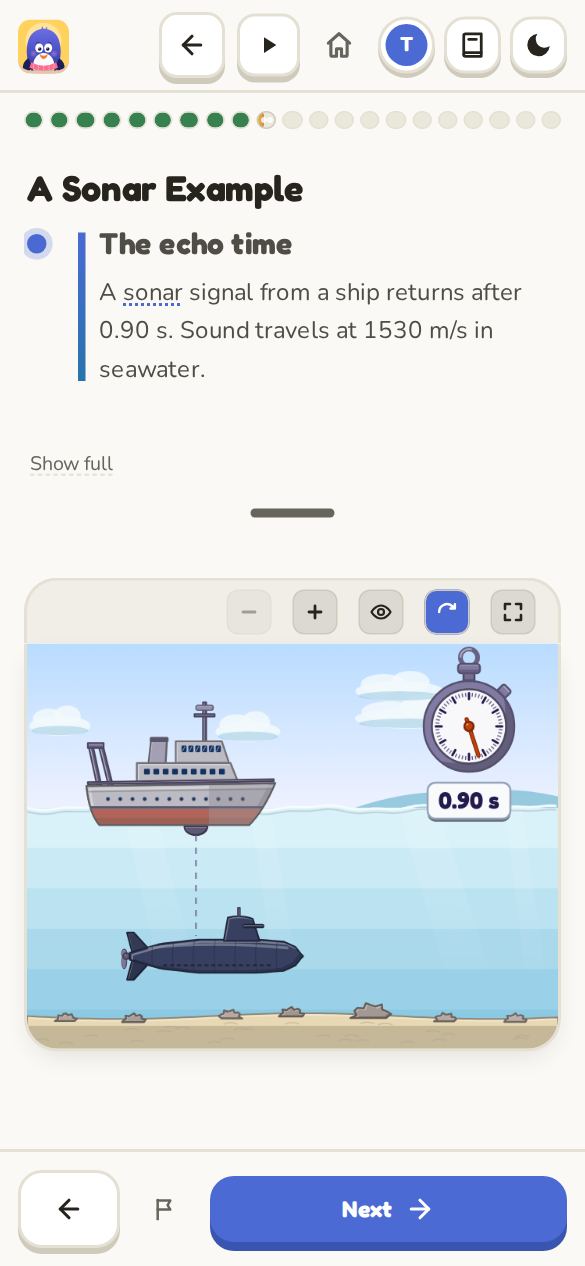 T
A Sonar Example
The echo time
A sonar signal from a ship returns after
0.90 s. Sound travels at 1530 m/s in
seawater.
Show full
0.90 s
Next